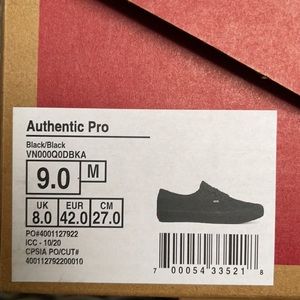 Authentic Pro
Black/Black
VN000Q0DBKA
9.0 M
UK EUR CM
8.0 42.0 27.0
PO#4001127922
ICC - 10/20
CPSIA PO/CUT#
400112792200010
7 00054 33521 8